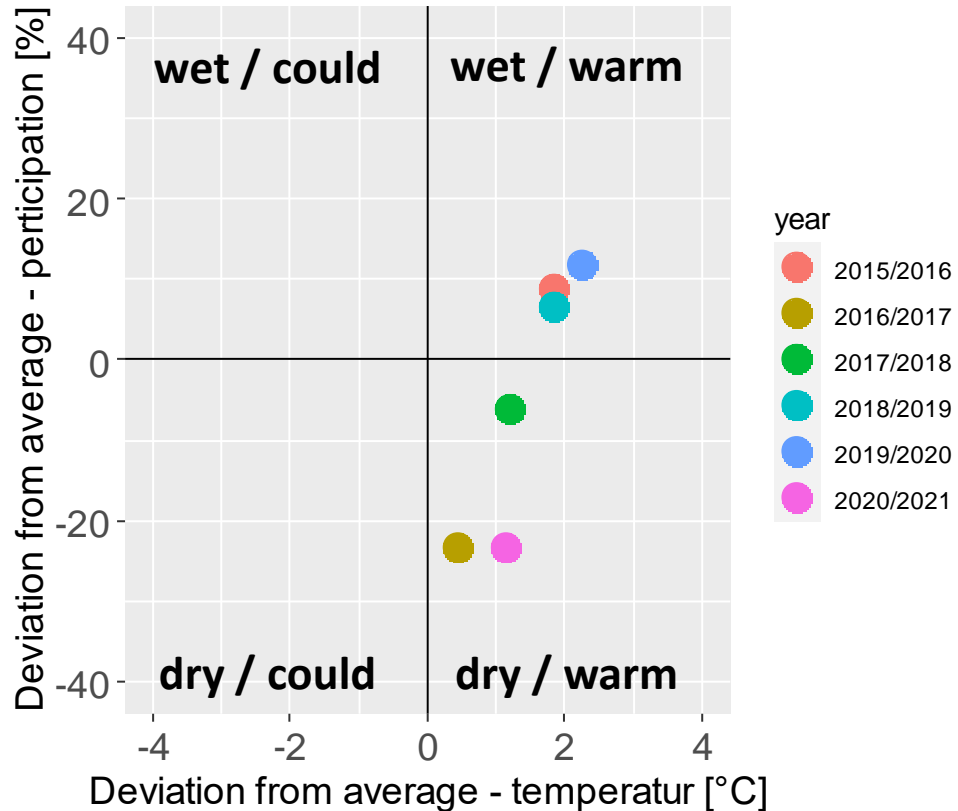 Deviation from average - perticipation [%]
40
20
0
-20
-40
wet / could
wet / warm
dry / could
dry / warm
-4
-2
0
2
4
Deviation from average - temperatur [°C]
year
2015/2016
2016/2017
2017/2018
2018/2019
2019/2020
2020/2021